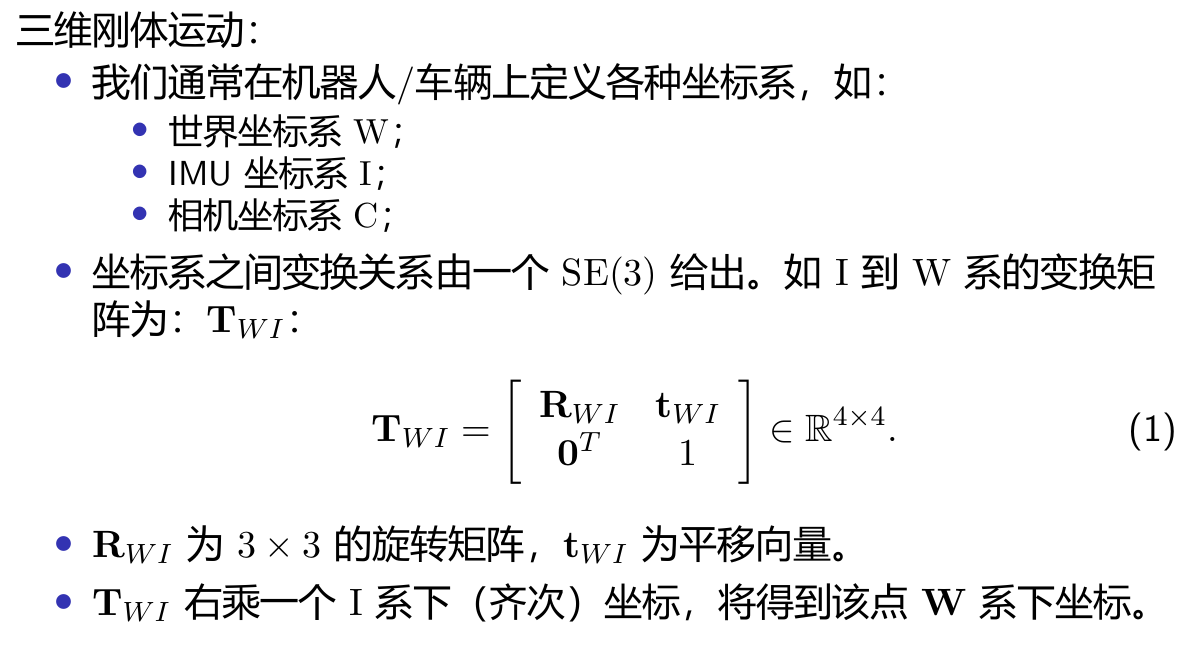 三维刚体运动：
• 我们通常在机器人/车辆上定义各种坐标系，如：
• 世界坐标系 W；
• IMU 坐标系 I；
• 相机坐标系 C；
• 坐标系之间变换关系由一个 SE(3) 给出。如 I 到 W 系的变换矩
阵为：$\mathbf{T}_{WI}$：
$\mathbf{T}_{WI} = \begin{bmatrix} \mathbf{R}_{WI} & \mathbf{t}_{WI} \\ \mathbf{0}^T & 1 \end{bmatrix} \in \mathbb{R}^{4 \times 4}.$ (1)
• $\mathbf{R}_{WI}$ 为 3 × 3 的旋转矩阵，$\mathbf{t}_{WI}$ 为平移向量。
• $\mathbf{T}_{WI}$ 右乘一个 I 系下（齐次）坐标，将得到该点 W 系下坐标。